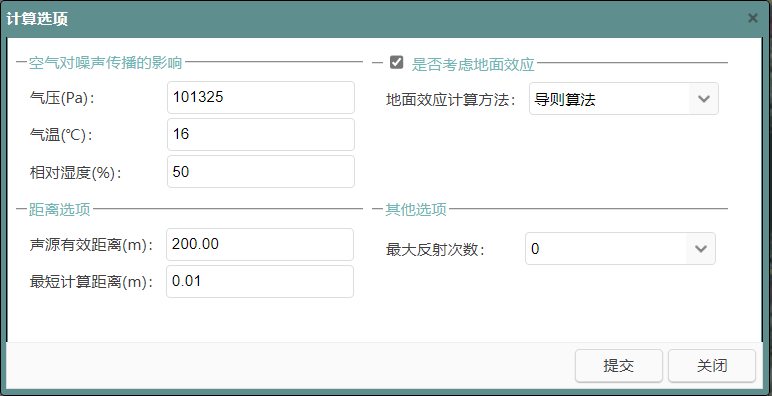 计算选项
空气对噪声传播的影响
气压(Pa)：
101325
气温(℃)：
16
相对湿度(%)：
50
是否考虑地面效应
地面效应计算方法：
导则算法
距离选项
声源有效距离(m)：
200.00
最短计算距离(m)：
0.01
其他选项
最大反射次数：
0
提交
关闭